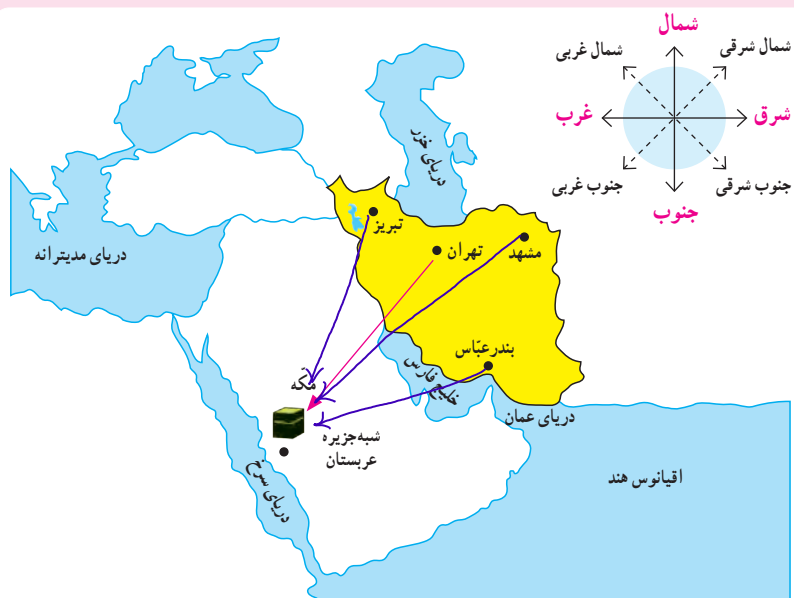 شمال
شمال شرقی
شمال غربی
شرق
غرب
جنوب شرقی
جنوب غربی
جنوب
دریای خزر
تبریز
تهران
مشهد
دریای مدیترانه
بندرعبّاس
خلیج فارس
مکّه
دریای عمان
شبه‌جزیره
عربستان
دریای سرخ
اقیانوس هند